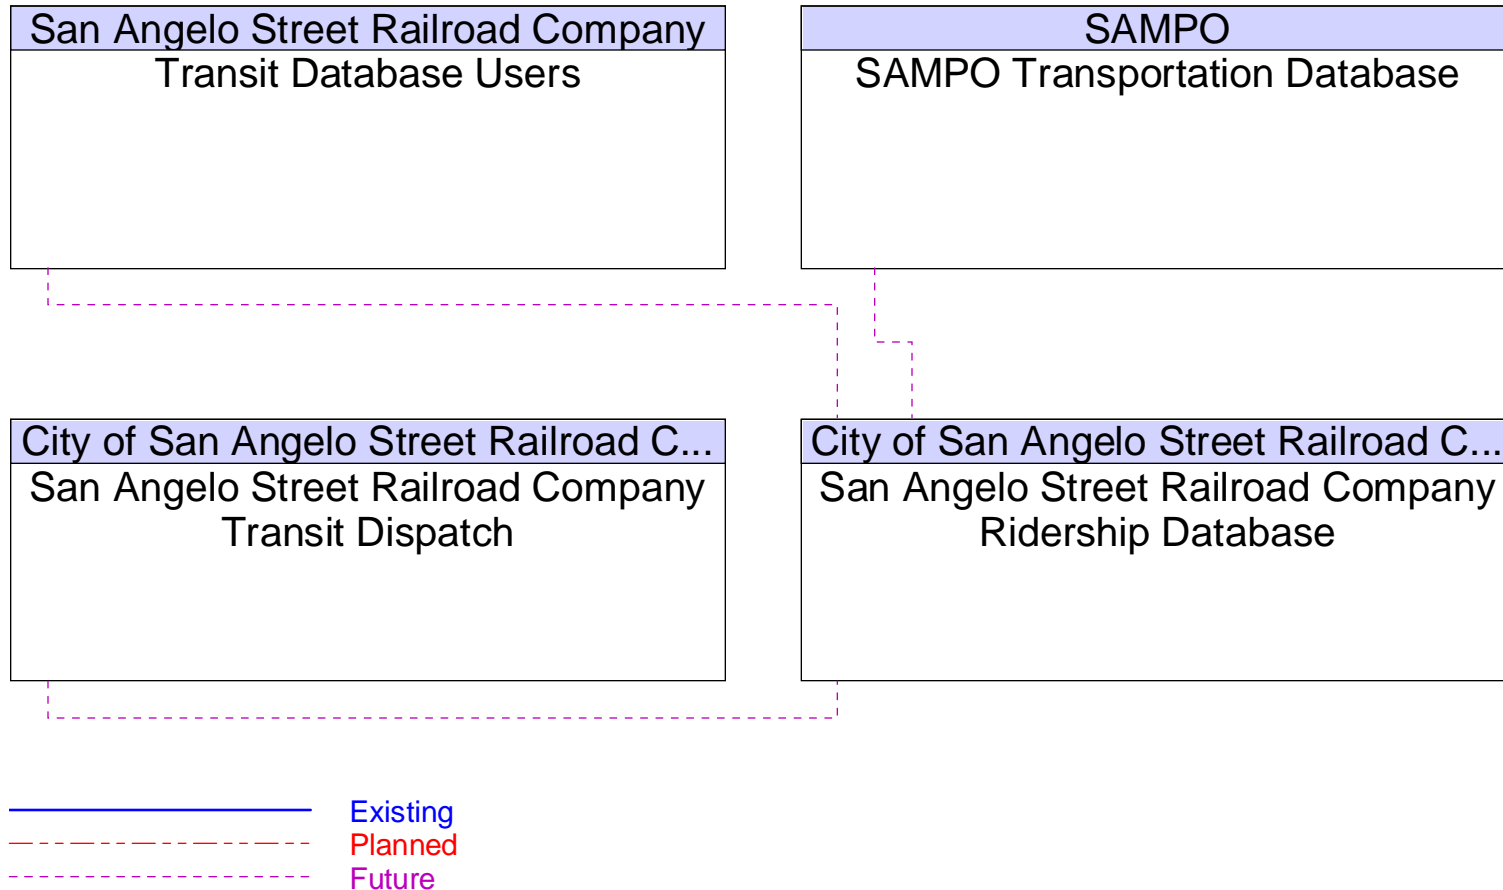 San Angelo Street Railroad Company
Transit Database Users
SAMPO
SAMPO Transportation Database
City of San Angelo Street Railroad C...
San Angelo Street Railroad Company
Transit Dispatch
City of San Angelo Street Railroad C...
San Angelo Street Railroad Company
Ridership Database
Existing
Planned
Future